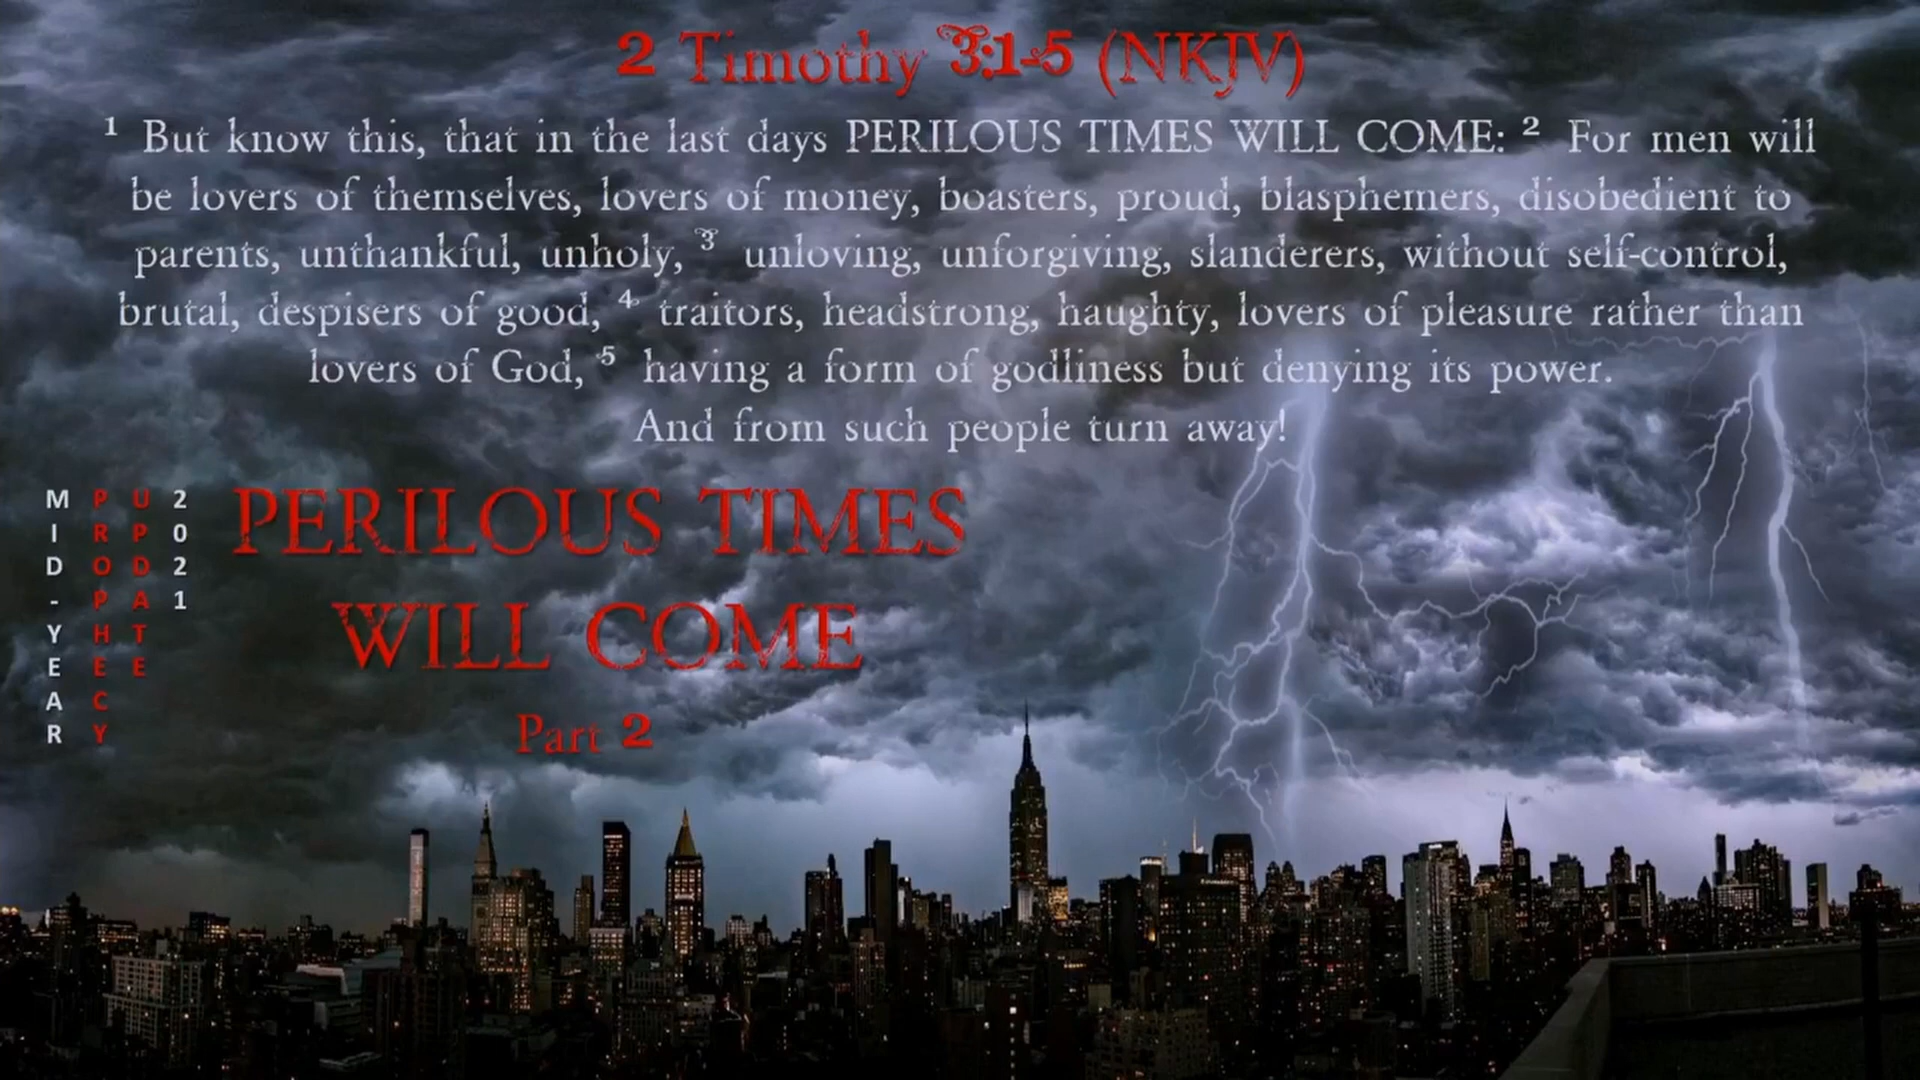 2 Timothy 3:1-5 (NKJV)
1 But know this, that in the last days PERILOUS TIMES WILL COME: 2 For men will
be lovers of themselves, lovers of money, boasters, proud, blasphemers, disobedient to
parents, unthankful, unholy, 3 unloving, unforgiving, slanderers, without self-control,
brutal, despisers of good, 4 traitors, headstrong, haughty, lovers of pleasure rather than
lovers of God, 5 having a form of godliness but denying its power.
And from such people turn away!
MID-YEAR
PROPHECY
UPDATE
2021
PERILOUS TIMES
WILL COME
Part 2